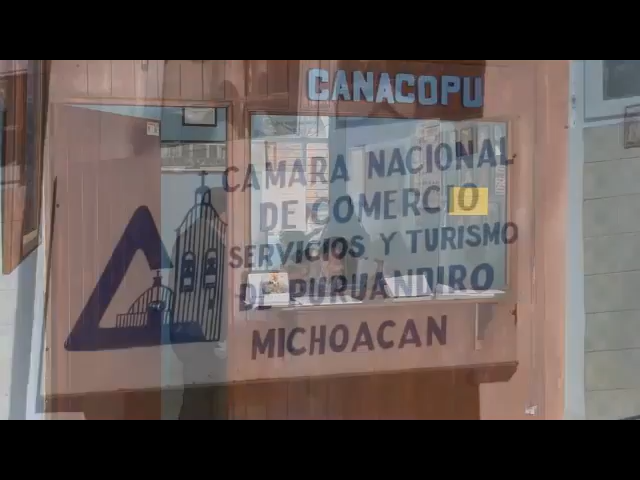 CANACOPU
CAMARA NACIONAL
DE COMERCIO
SERVICIOS Y TURISMO
DE PURUANDIRO
MICHOACAN